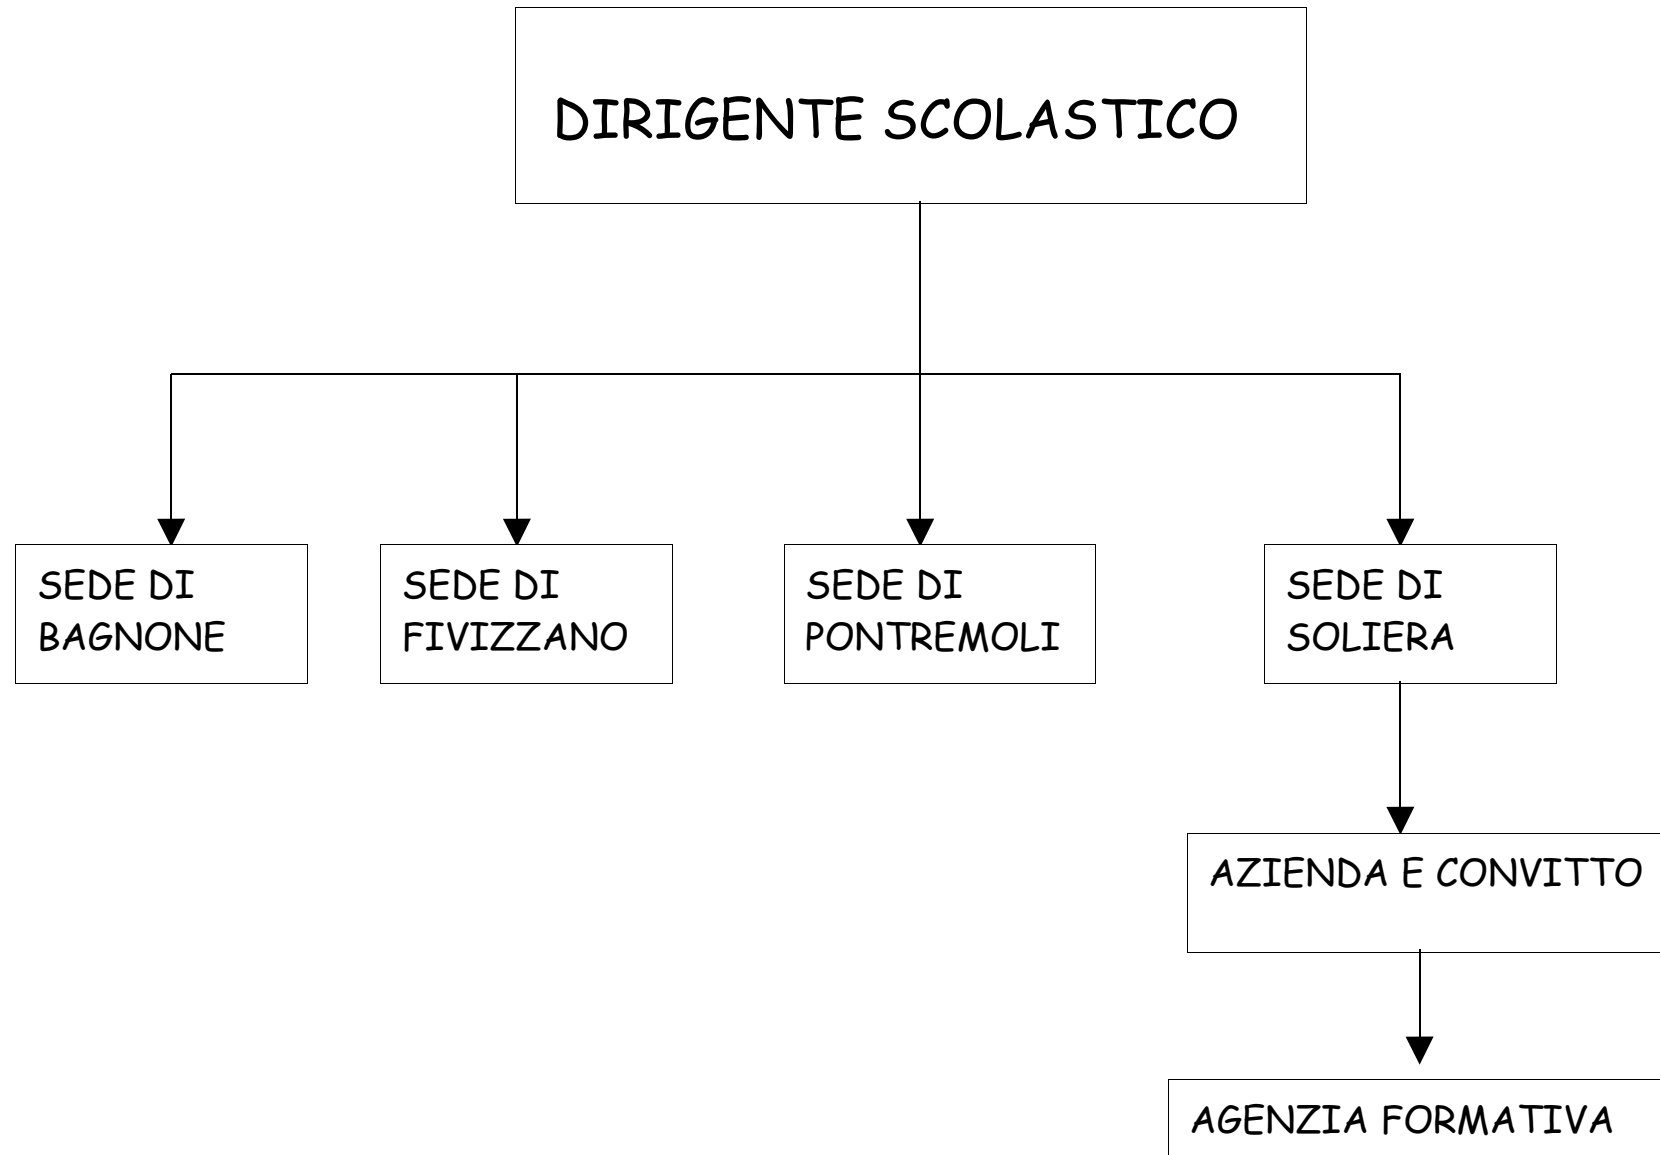 DIRIGENTE SCOLASTICO
SEDE DI
BAGNONE
SEDE DI
FIVIZZANO
SEDE DI
PONTREMOLI
SEDE DI
SOLIERA
AZIENDA E CONVITTO
AGENZIA FORMATIVA